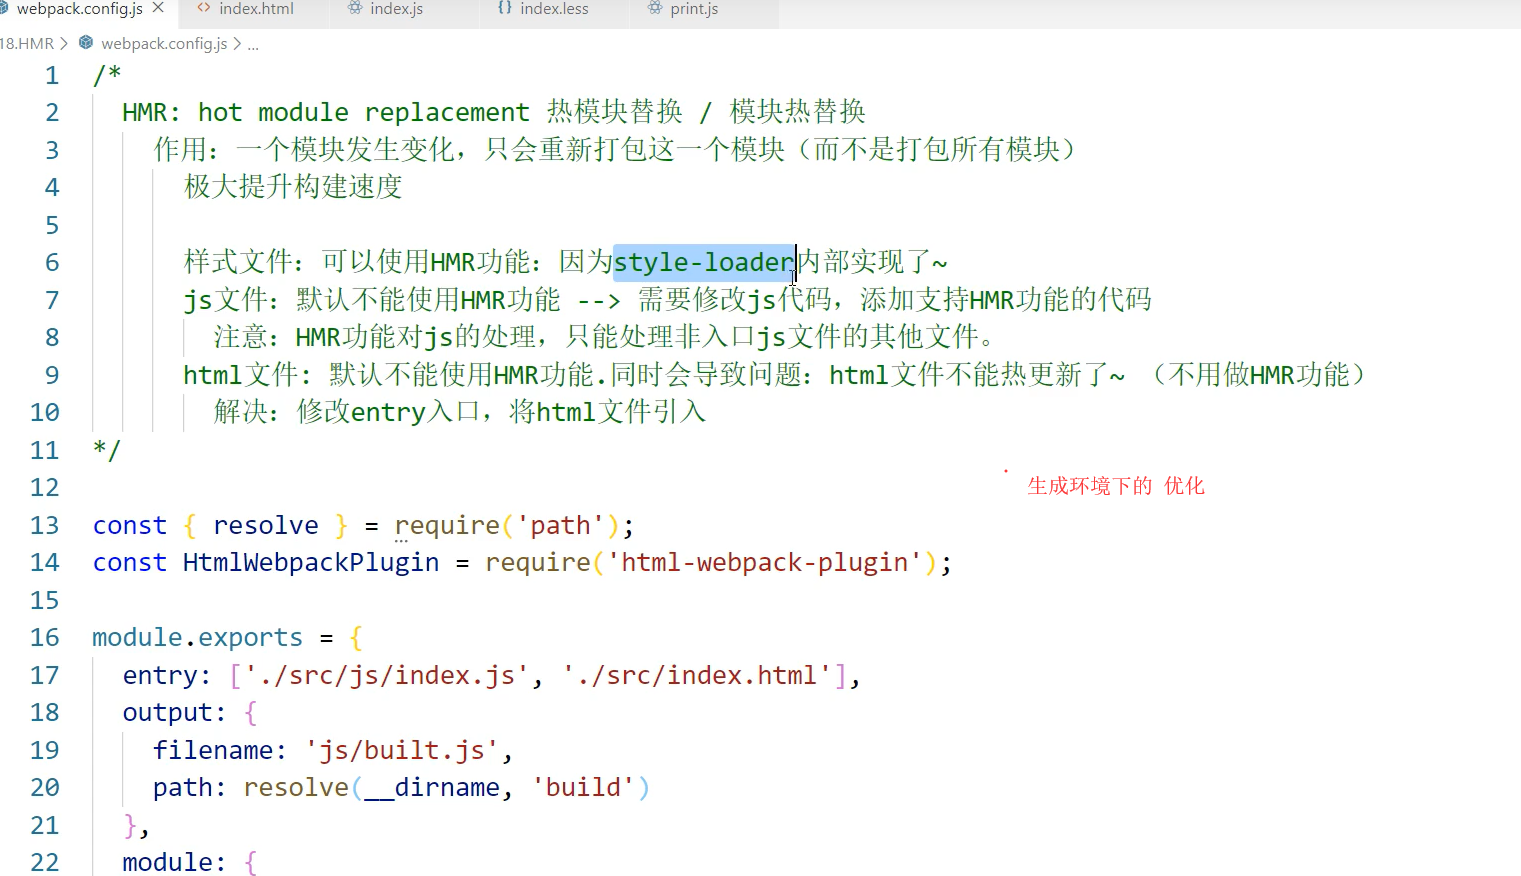 webpack.config.js × <> index.html index.js {} index.less print.js
18.HMR > webpack.config.js > ...
1 /*
2 HMR: hot module replacement 热模块替换 / 模块热替换
3 作用：一个模块发生变化，只会重新打包这一个模块（而不是打包所有模块）
4 极大提升构建速度
5
6 样式文件：可以使用HMR功能：因为style-loader内部实现了~
7 js文件：默认不能使用HMR功能 --> 需要修改js代码，添加支持HMR功能的代码
8 注意：HMR功能对js的处理，只能处理非入口js文件的其他文件。
9 html文件: 默认不能使用HMR功能.同时会导致问题：html文件不能热更新了~ （不用做HMR功能）
10 解决：修改entry入口，将html文件引入
11 */
12
生成环境下的 优化
13 const { resolve } = require('path');
14 const HtmlWebpackPlugin = require('html-webpack-plugin');
15
16 module.exports = {
17 entry: ['./src/js/index.js', './src/index.html'],
18 output: {
19 filename: 'js/built.js',
20 path: resolve(__dirname, 'build')
21 },
22 module: {